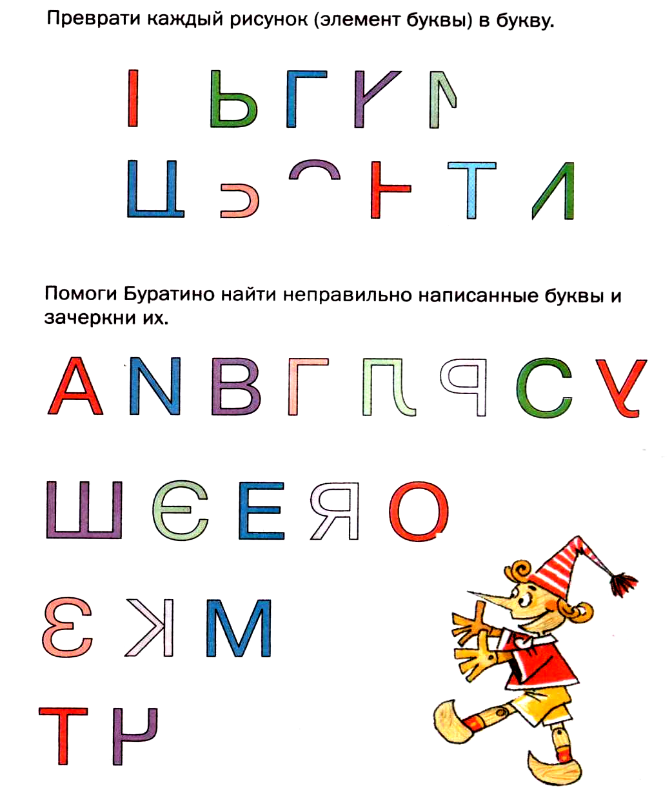 Преврати каждый рисунок (элемент буквы) в букву.
І Ь Г
Ц Т
Помоги Буратино найти неправильно написанные буквы и
зачеркни их.
А N В Г ꟼ С
Ш Є Е Я О
Ɛ М
Т